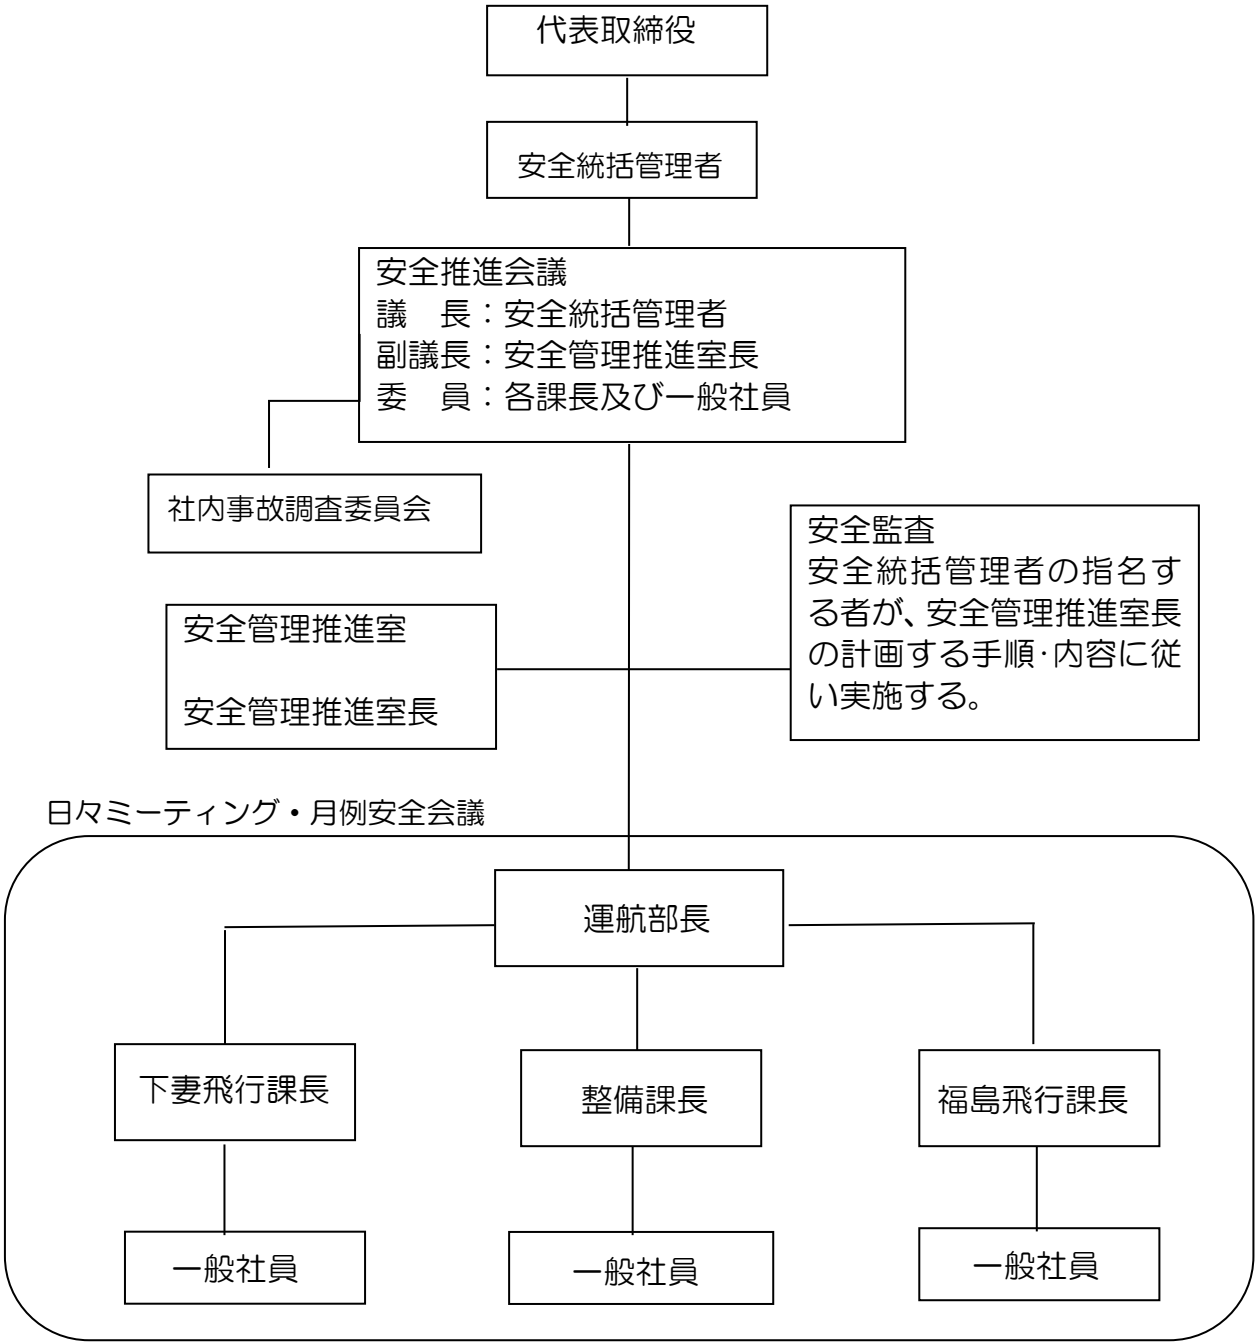 代表取締役
安全統括管理者
安全推進会議
議　長：安全統括管理者
副議長：安全管理推進室長
委　員：各課長及び一般社員
社内事故調査委員会
安全監査
安全統括管理者の指名す
る者が、安全管理推進室長
の計画する手順･内容に従
い実施する。
安全管理推進室
安全管理推進室長
日々ミーティング・月例安全会議
運航部長
下妻飛行課長
整備課長
福島飛行課長
一般社員
一般社員
一般社員